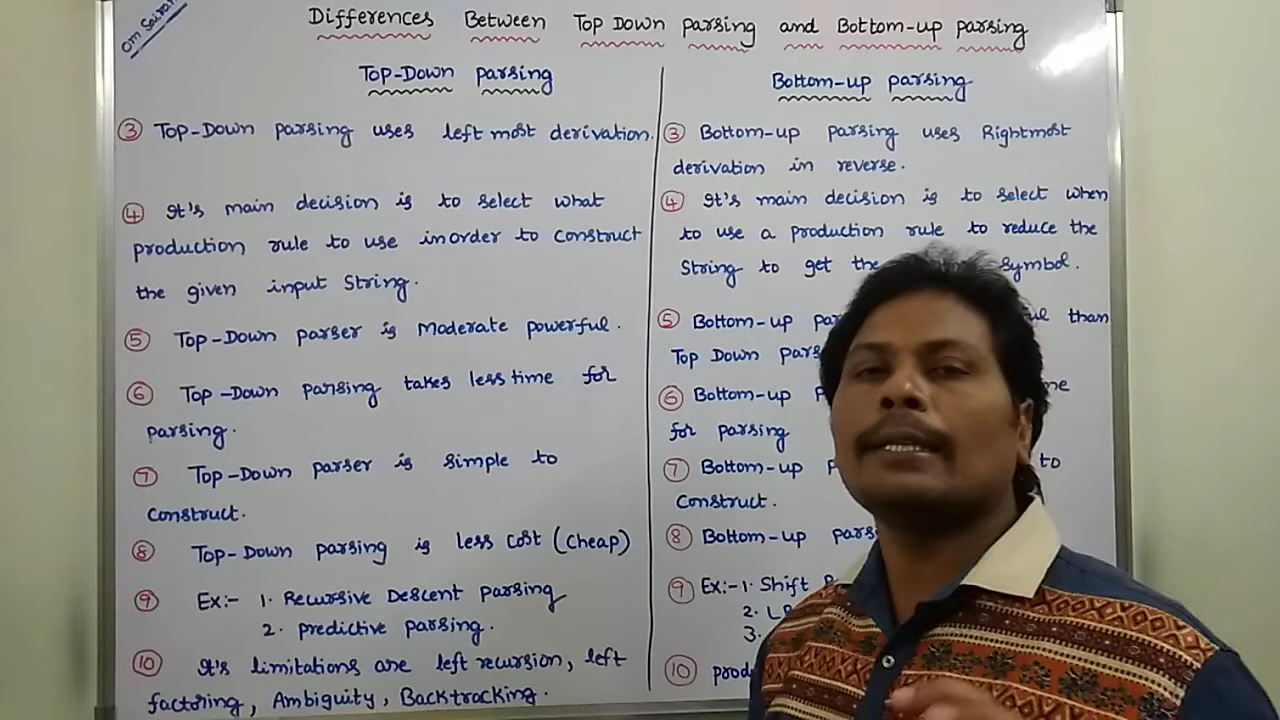 Om Sairam
Differences Between Top Down parsing and Bottom-up parsing
Top-Down parsing
③ Top-Down parsing uses left most derivation.
④ It's main decision is to select what
production rule to use inorder to construct
the given input string.
⑤ Top-Down parser is Moderate powerful.
⑥ Top-Down parsing takes less time for
parsing.
⑦ Top-Down parser is simple to
construct.
⑧ Top-Down parsing is less cost (cheap)
⑨ Ex:- 1. Recursive Descent parsing
2. predictive parsing.
⑩ It's limitations are left recursion, left
factoring, Ambiguity, Backtracking.
Bottom-up parsing
③ Bottom-up parsing uses Rightmost
derivation in reverse.
④ It's main decision is to select when
to use a production rule to reduce the
String to get the symbol.
⑤ Bottom-up than
Top Down
⑥ Bottom-up
for parsing
⑦ Bottom-up to
construct.
⑧ Bottom-up
⑨ Ex:- 1. Shift
2.
3.
⑩